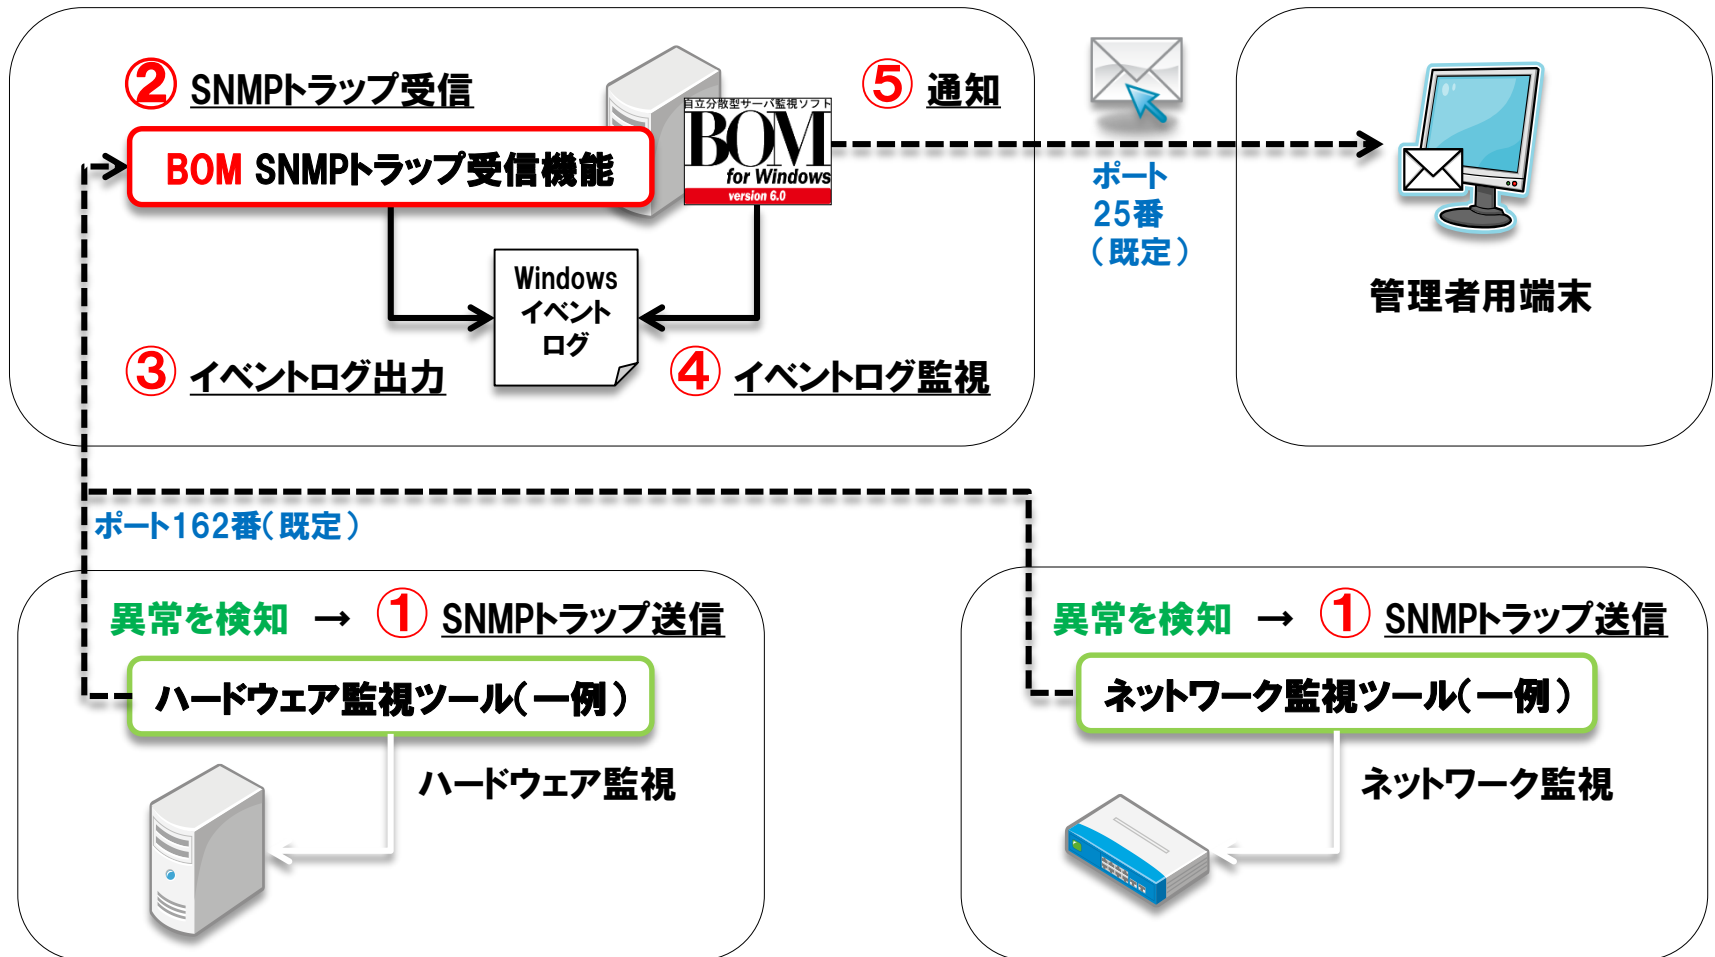 ② SNMPトラップ受信
自立分散型サーバ監視ソフト
BOM
for Windows
version 6.0
BOM SNMPトラップ受信機能
⑤ 通知
ポート
25番
（既定）
管理者用端末
Windows
イベント
ログ
③ イベントログ出力
④ イベントログ監視
ポート162番（既定）
異常を検知 → ① SNMPトラップ送信
ハードウェア監視ツール（一例）
ハードウェア監視
異常を検知 → ① SNMPトラップ送信
ネットワーク監視ツール（一例）
ネットワーク監視